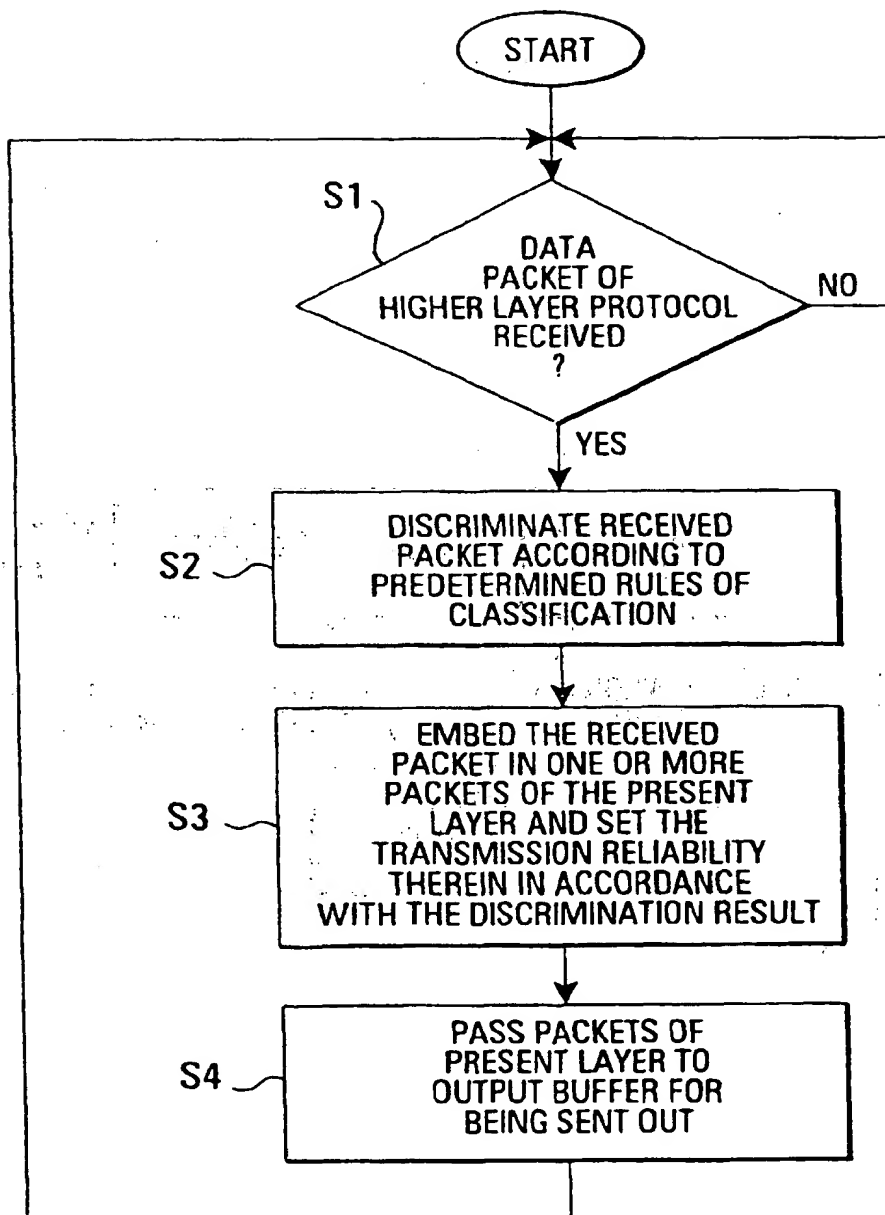 START
S1
DATA
PACKET OF
HIGHER LAYER PROTOCOL
RECEIVED
?
NO
YES
S2
DISCRIMINATE RECEIVED
PACKET ACCORDING TO
PREDETERMINED RULES OF
CLASSIFICATION
S3
EMBED THE RECEIVED
PACKET IN ONE OR MORE
PACKETS OF THE PRESENT
LAYER AND SET THE
TRANSMISSION RELIABILITY
THEREIN IN ACCORDANCE
WITH THE DISCRIMINATION RESULT
S4
PASS PACKETS OF
PRESENT LAYER TO
OUTPUT BUFFER FOR
BEING SENT OUT